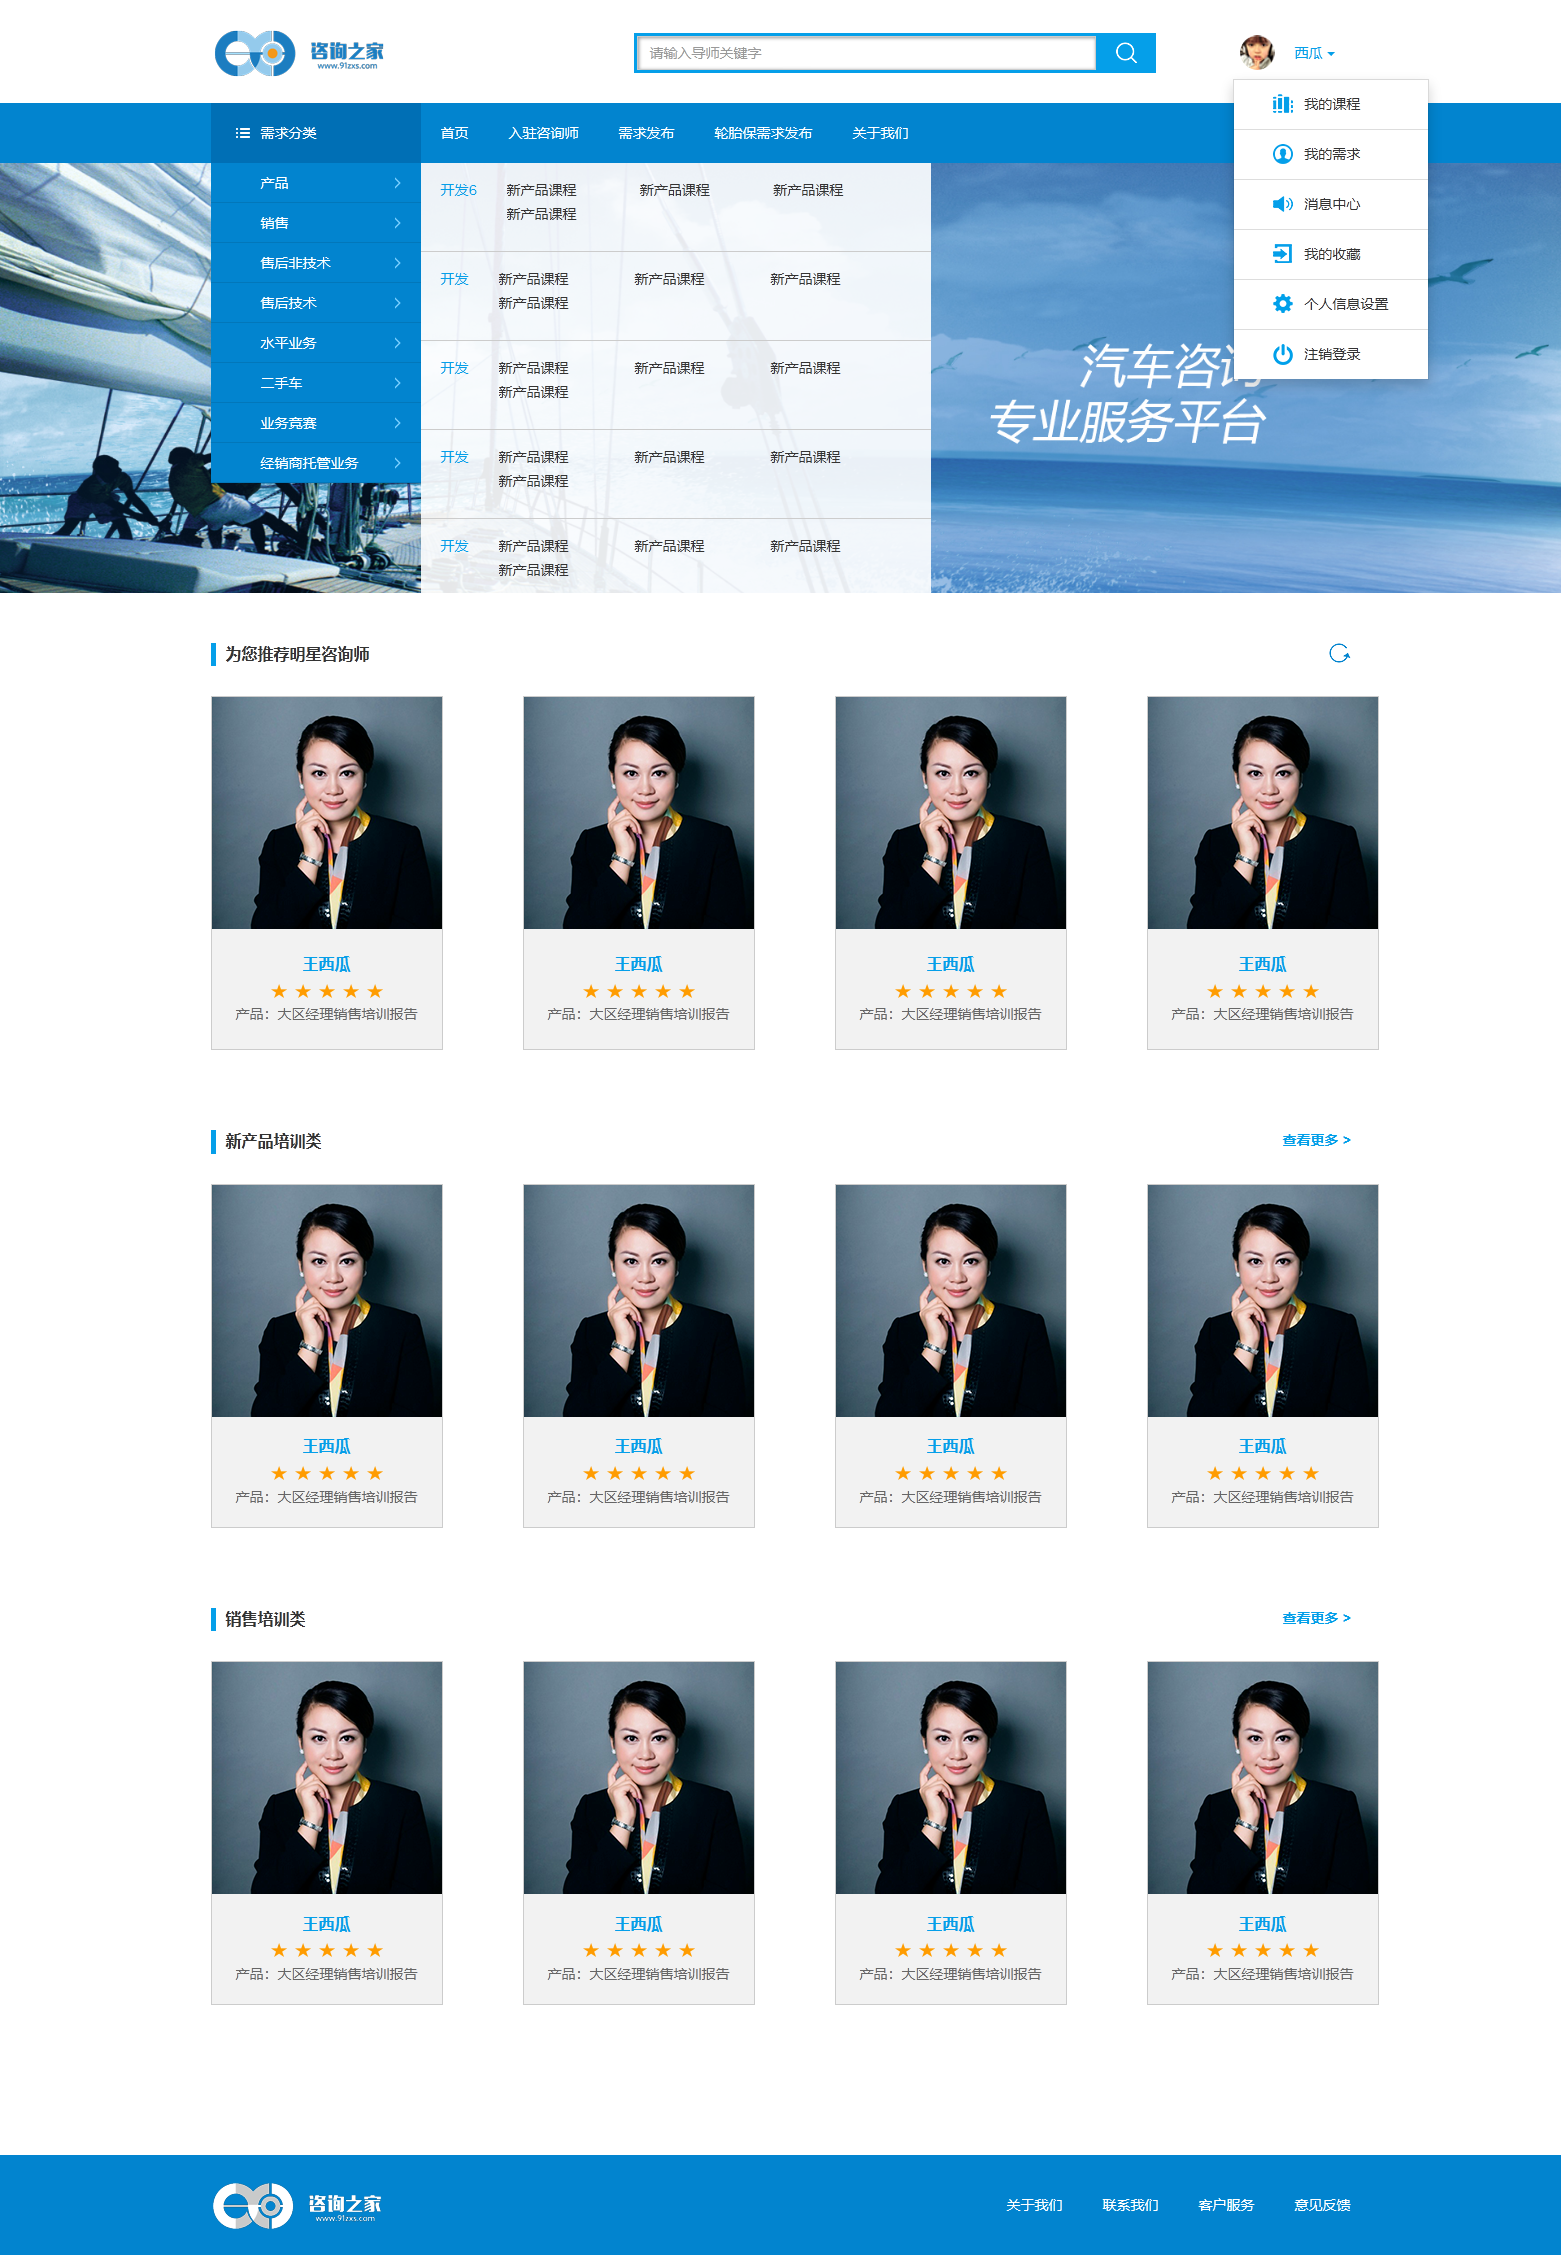 咨询之家
www.91zxs.com
请输入导师关键字
西瓜
需求分类
首页
入驻咨询师
需求发布
轮胎保需求发布
关于我们
我的课程
我的需求
消息中心
我的收藏
个人信息设置
注销登录
产品
销售
售后非技术
售后技术
水平业务
二手车
业务竞赛
经销商托管业务
开发6 新产品课程 新产品课程 新产品课程
新产品课程
开发 新产品课程 新产品课程 新产品课程
新产品课程
开发 新产品课程 新产品课程 新产品课程
新产品课程
开发 新产品课程 新产品课程 新产品课程
新产品课程
开发 新产品课程 新产品课程 新产品课程
新产品课程
汽车咨询
专业服务平台
为您推荐明星咨询师
王西瓜 王西瓜 王西瓜 王西瓜
★ ★ ★ ★ ★ ★ ★ ★ ★ ★ ★ ★ ★ ★ ★ ★ ★ ★ ★ ★
产品：大区经理销售培训报告 产品：大区经理销售培训报告 产品：大区经理销售培训报告 产品：大区经理销售培训报告
新产品培训类 查看更多 >
王西瓜 王西瓜 王西瓜 王西瓜
★ ★ ★ ★ ★ ★ ★ ★ ★ ★ ★ ★ ★ ★ ★ ★ ★ ★ ★ ★
产品：大区经理销售培训报告 产品：大区经理销售培训报告 产品：大区经理销售培训报告 产品：大区经理销售培训报告
销售培训类 查看更多 >
王西瓜 王西瓜 王西瓜 王西瓜
★ ★ ★ ★ ★ ★ ★ ★ ★ ★ ★ ★ ★ ★ ★ ★ ★ ★ ★ ★
产品：大区经理销售培训报告 产品：大区经理销售培训报告 产品：大区经理销售培训报告 产品：大区经理销售培训报告
咨询之家
www.91zxs.com
关于我们 联系我们 客户服务 意见反馈